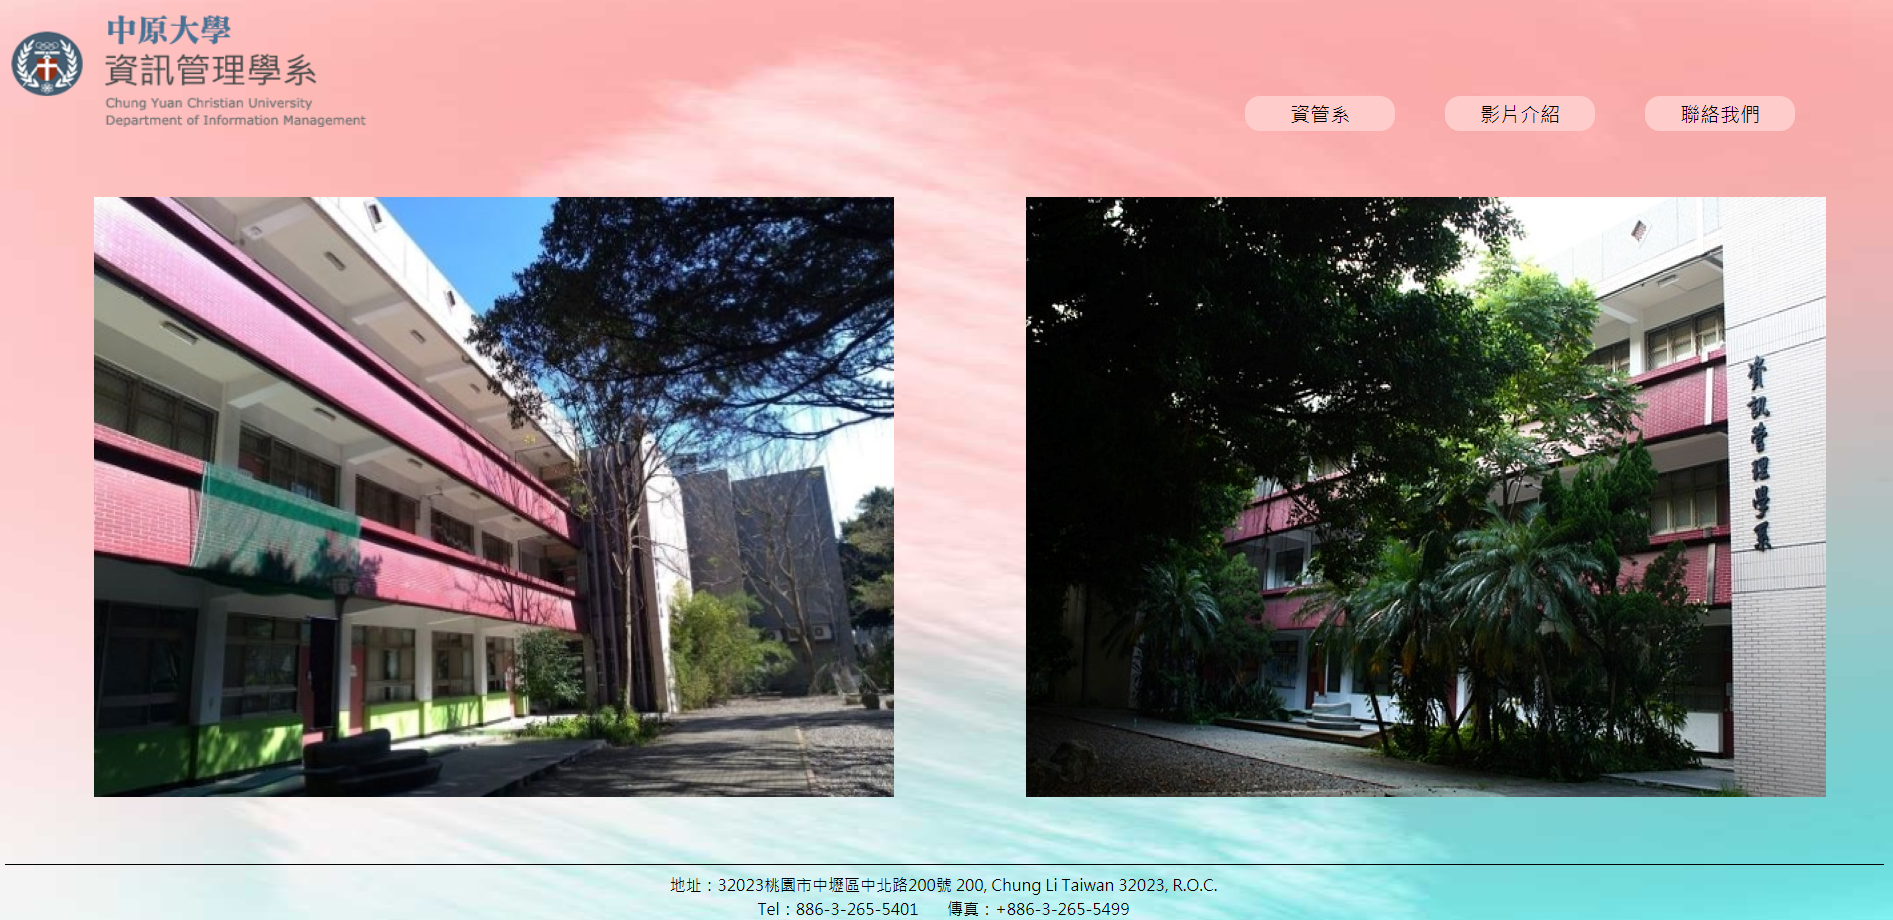 中原大學
資訊管理學系
Chung Yuan Christian University
Department of Information Management
資管系
影片介紹
聯絡我們
資訊管理學系
地址：32023桃園市中壢區中北路200號 200, Chung Li Taiwan 32023, R.O.C.
Tel：886-3-265-5401 傳真：+886-3-265-5499